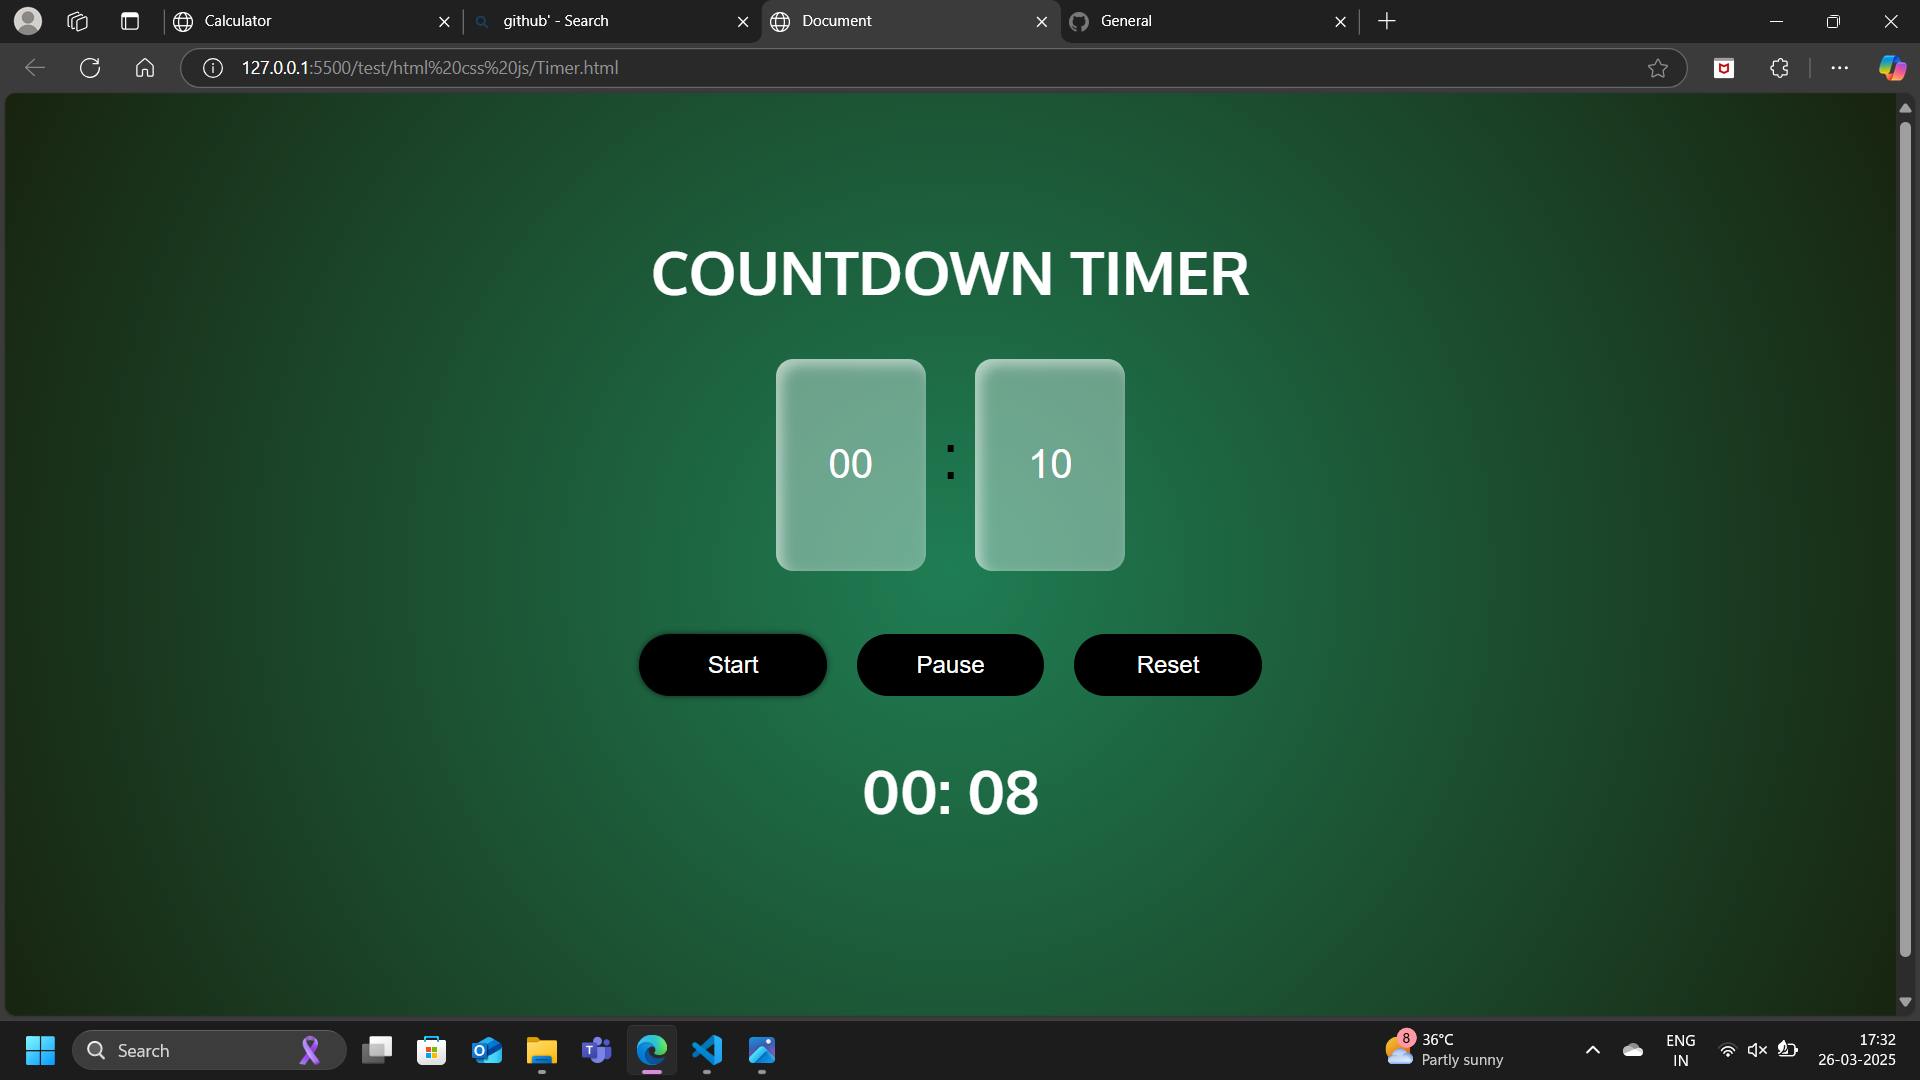 Calculator
github' - Search
Document
General
127.0.0.1:5500/test/html%20css%20js/Timer.html
COUNTDOWN TIMER
00 : 10
Start Pause Reset
00: 08
Search
8
36°C
Partly sunny
ENG
IN
17:32
26-03-2025